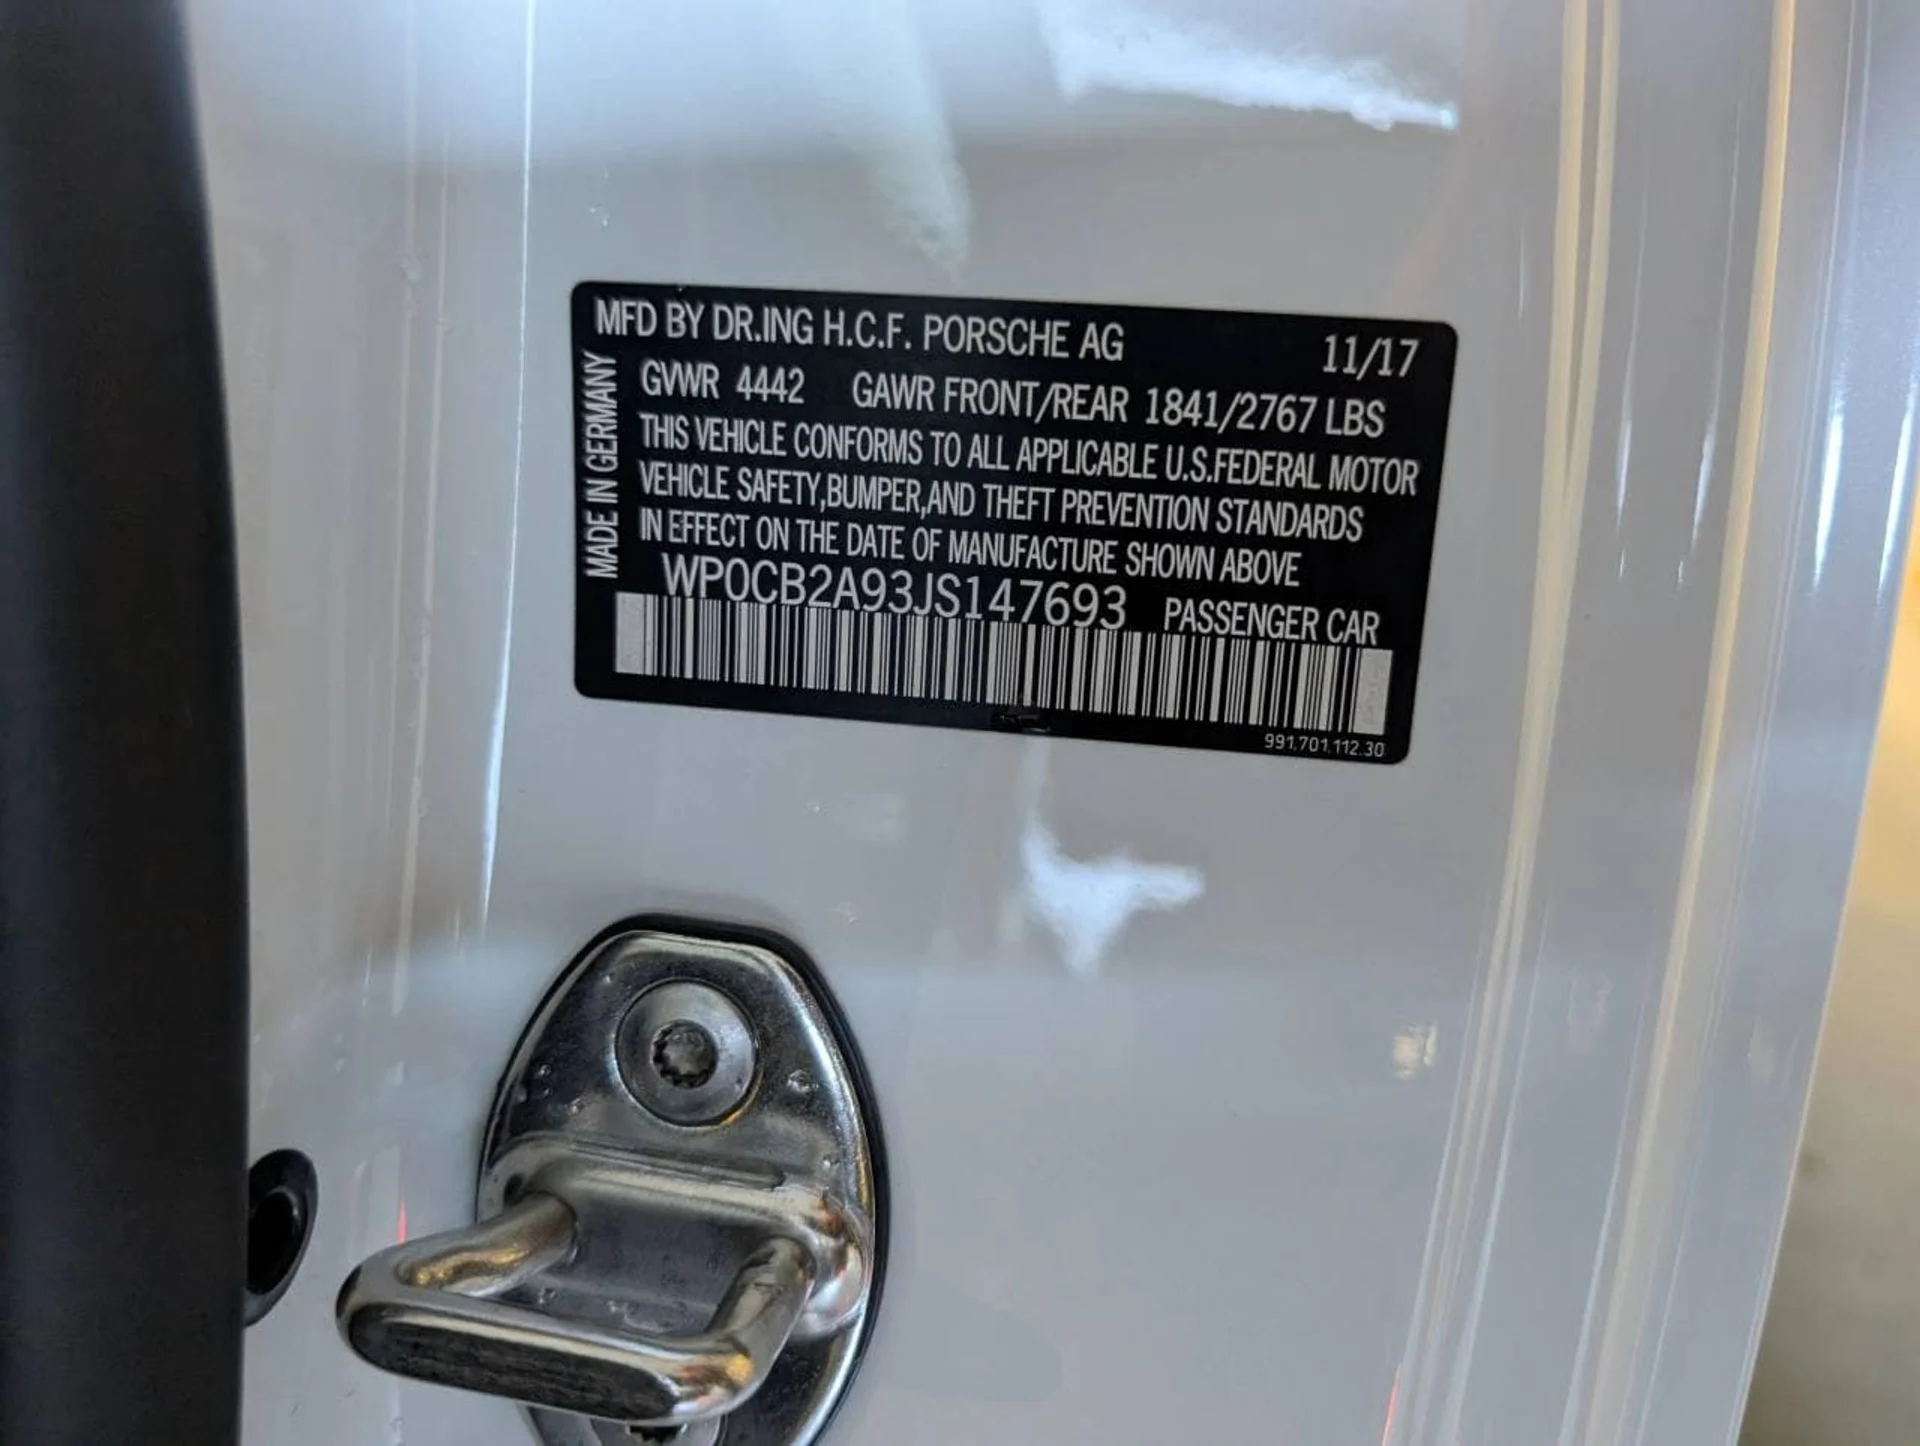 MFD BY DR.ING H.C.F. PORSCHE AG 11/17
GVWR 4442 GAWR FRONT/REAR 1841/2767 LBS
THIS VEHICLE CONFORMS TO ALL APPLICABLE U.S.FEDERAL MOTOR
VEHICLE SAFETY,BUMPER,AND THEFT PREVENTION STANDARDS
IN EFFECT ON THE DATE OF MANUFACTURE SHOWN ABOVE
WP0CB2A93JS147693 PASSENGER CAR
991.701.112.30
MADE IN GERMANY